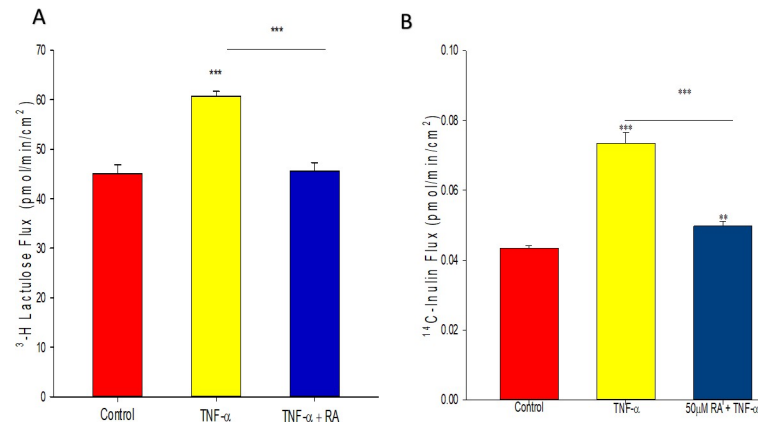 A
***
***
70
60
50
40
30
20
10
0
³-H Lactulose Flux (pmol/min/cm²)
Control
TNF-α
TNF-α + RA
B
***
***
**
0.10
0.08
0.06
0.04
0.02
0.00
¹⁴C-Inulin Flux (pmol/min/cm²)
Control
TNF-α
50µM RA + TNF-α